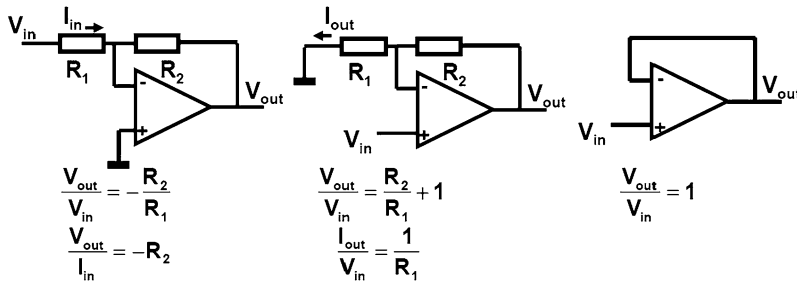 V_in I_in R_1 R_2 - + V_out
V_out/V_in = -R_2/R_1
V_out/I_in = -R_2
I_out R_1 R_2 - + V_in V_out
V_out/V_in = R_2/R_1 + 1
I_out/V_in = 1/R_1
- + V_in V_out
V_out/V_in = 1